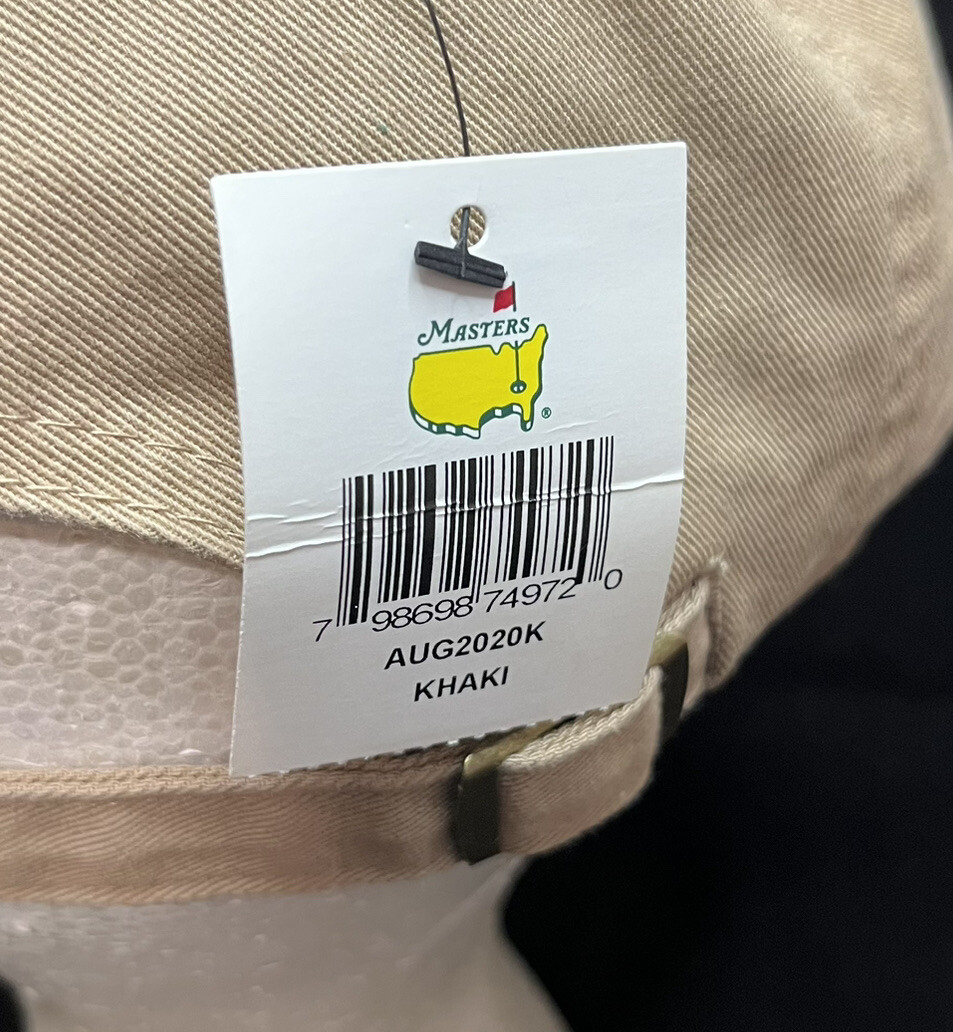 MASTERS
®
7 98698 74972 0
AUG2020K
KHAKI